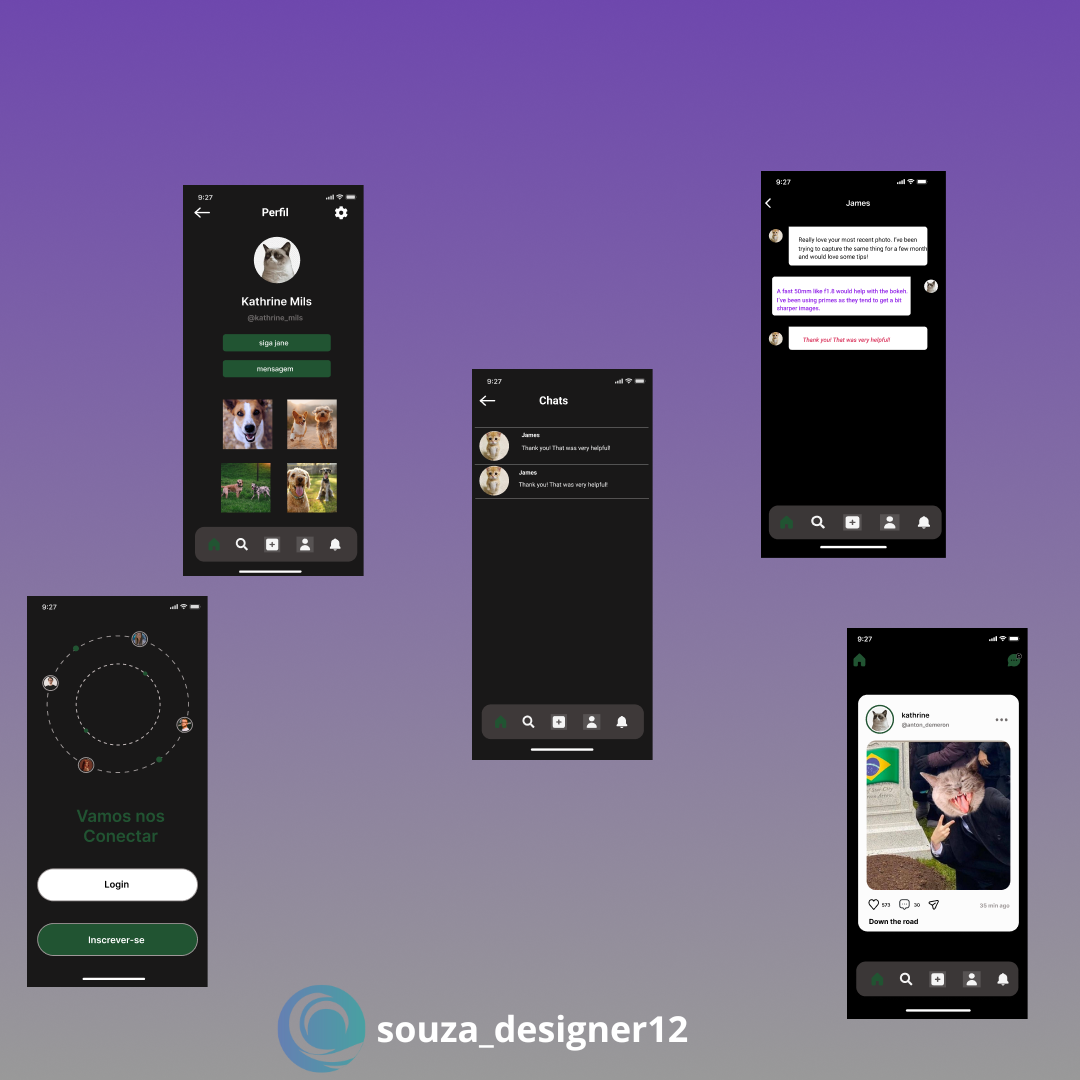 9:27
Perfil
Kathrine Mils
@kathrine_mils
siga jane
mensagem
9:27
James
Really love your most recent photo. I've been
trying to capture the same thing for a few month
and would love some tips!
A fast 50mm like f1.8 would help with the bokeh.
I've been using primes as they tend to get a bit
sharper images.
Thank you! That was very helpful!
9:27
Chats
James
Thank you! That was very helpful!
James
Thank you! That was very helpful!
9:27
Vamos nos
Conectar
Login
Inscrever-se
9:27
kathrine
@anton_demeron
573
30
35 min ago
Down the road
souza_designer12